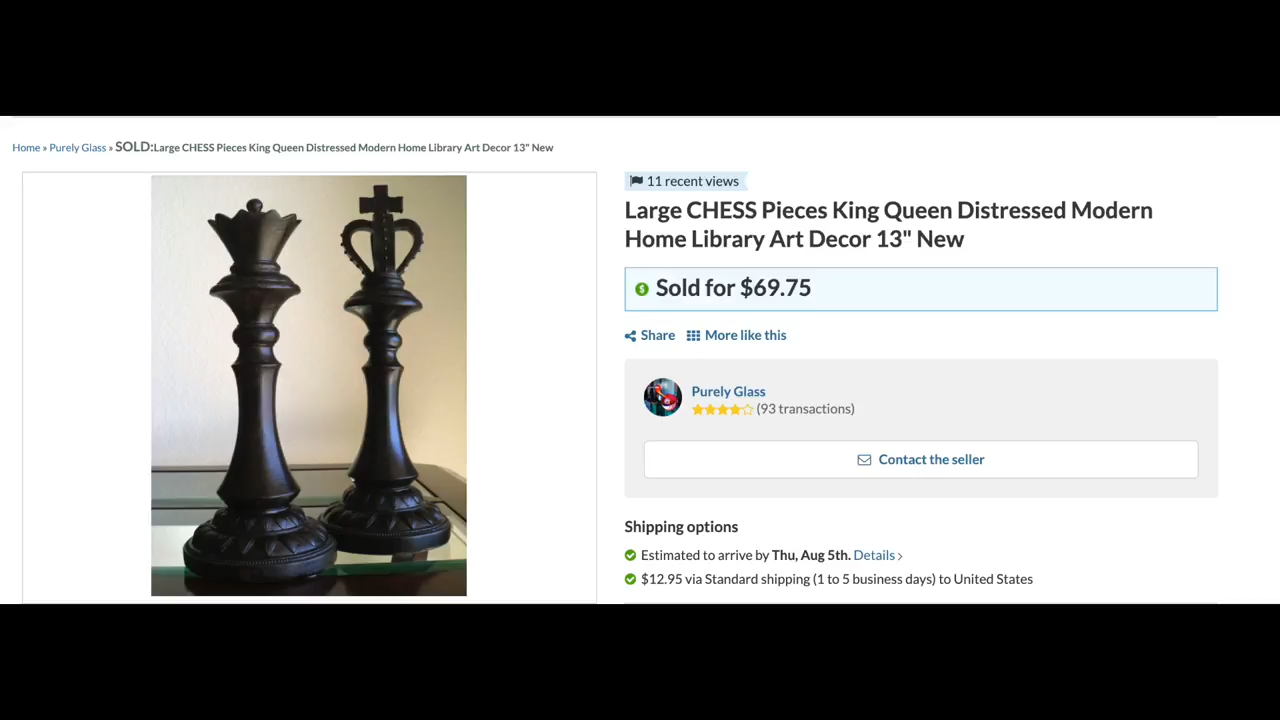 Home » Purely Glass » SOLD:Large CHESS Pieces King Queen Distressed Modern Home Library Art Decor 13" New
11 recent views
Large CHESS Pieces King Queen Distressed Modern
Home Library Art Decor 13" New
Sold for $69.75
Share More like this
Purely Glass
(93 transactions)
Contact the seller
Shipping options
Estimated to arrive by Thu, Aug 5th. Details >
$12.95 via Standard shipping (1 to 5 business days) to United States